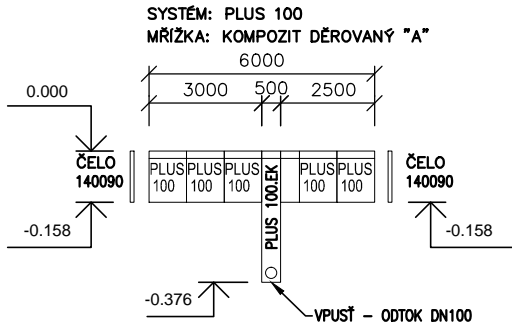 SYSTÉM: PLUS 100
MŘÍŽKA: KOMPOZIT DĚROVANÝ "A"
6000
3000 500 2500
0.000
ČELO
140090
PLUS
100
PLUS
100
PLUS
100
PLUS 100.EK
PLUS
100
PLUS
100
ČELO
140090
-0.158
-0.158
-0.376
VPUSŤ - ODTOK DN100